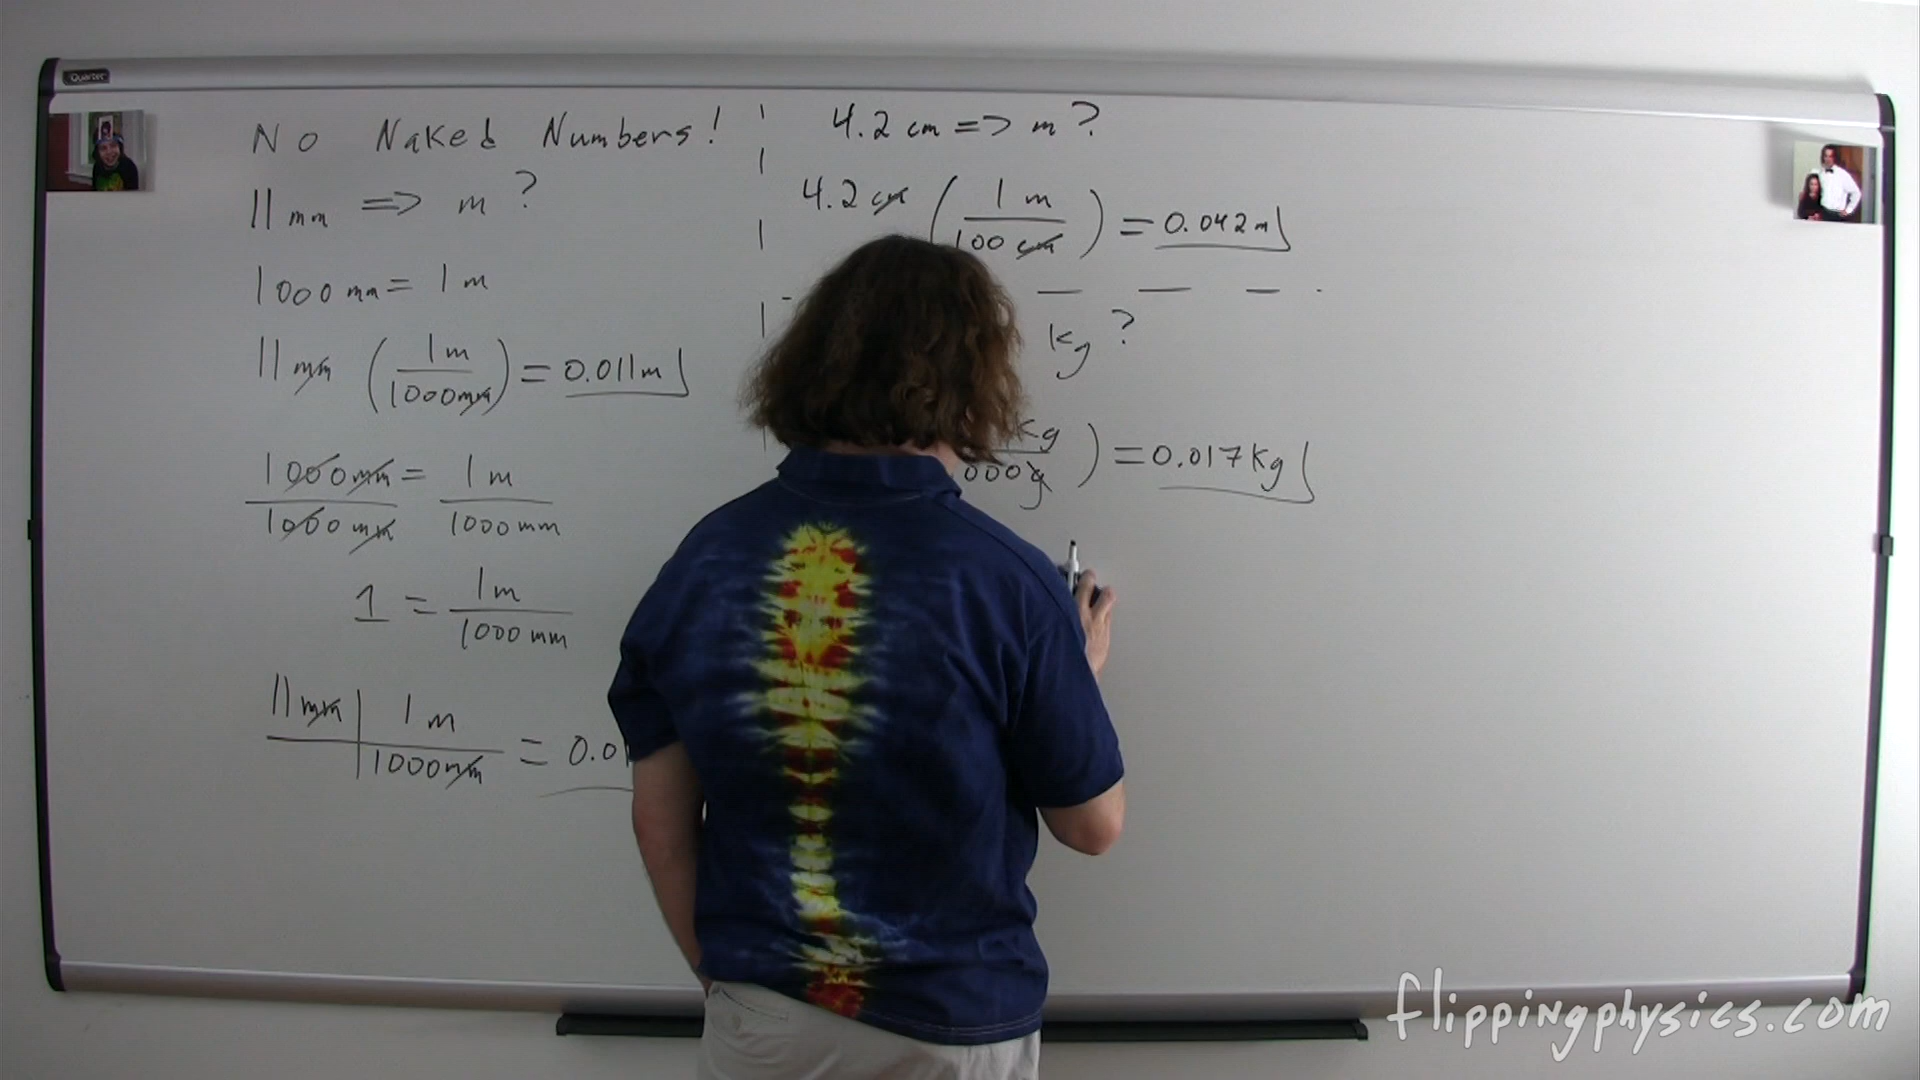 Quartet
No Naked Numbers!
11 mm => m ?
1000 mm = 1 m
11 mm ( 1 m / 1000 mm ) = 0.011 m
1000 mm / 1000 mm = 1 m / 1000 mm
1 = 1 m / 1000 mm
11 mm | 1 m / 1000 mm = 0.01
4.2 cm => m ?
4.2 cm ( 1 m / 100 cm ) = 0.042 m
kg ?
kg / 000 g ) = 0.017 kg
flippingphysics.com